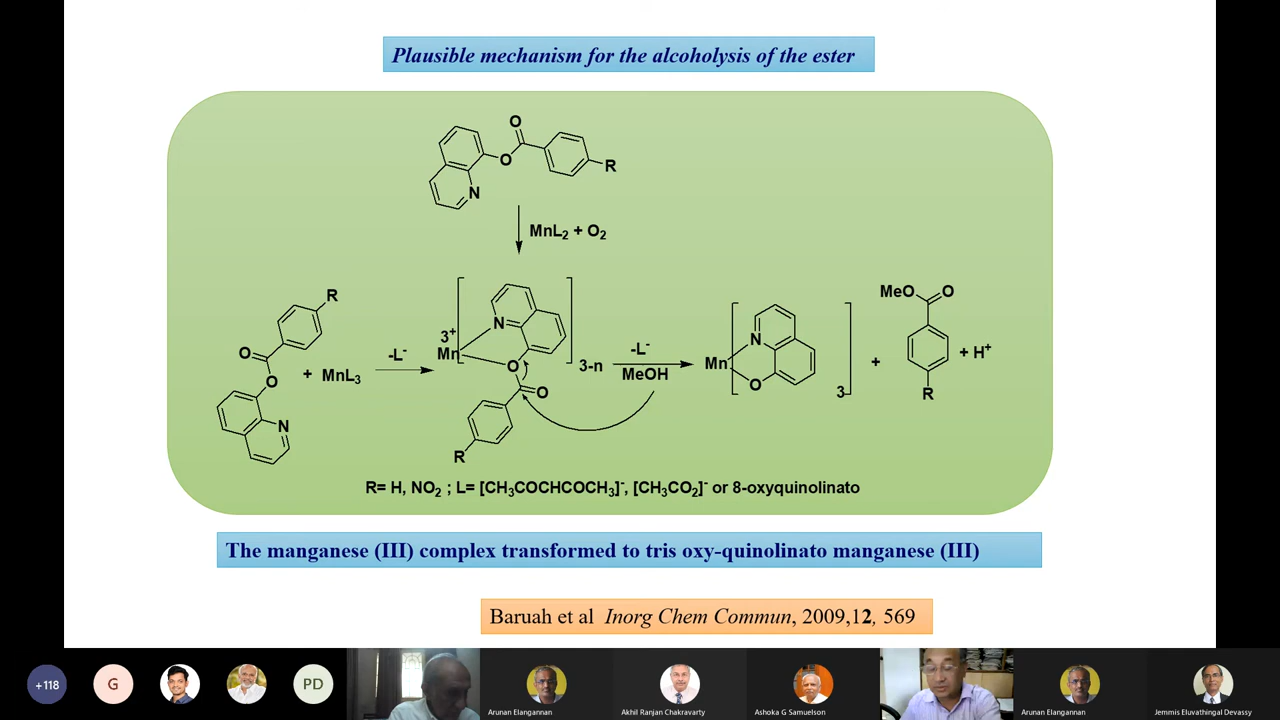 Plausible mechanism for the alcoholysis of the ester
O
O
R
N
MnL₂ + O₂
R
O
O
+ MnL₃
N
-L⁻
3⁺
Mn
N
O
O
R
3-n
-L⁻
MeOH
Mn
N
O
3
+
MeO
O
R
+ H⁺
R= H, NO₂ ; L= [CH₃COCHCOCH₃]⁻, [CH₃CO₂]⁻ or 8-oxyquinolinato
The manganese (III) complex transformed to tris oxy-quinolinato manganese (III)
Baruah et al Inorg Chem Commun, 2009,12, 569
+118
G
PD
Arunan Elangannan
Akhil Ranjan Chakravarty
Ashoka G Samuelson
Arunan Elangannan
Jemmis Eluvathingal Devassy